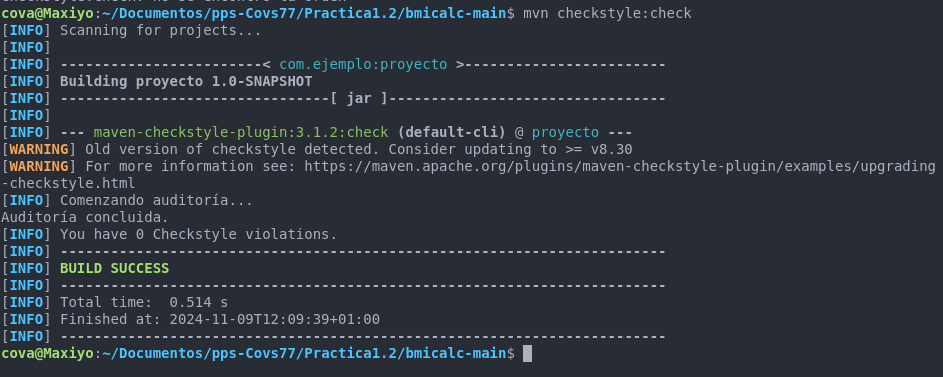 cova@Maxiyo:~/Documentos/pps-Covs77/Practica1.2/bmicalc-main$ mvn checkstyle:check
[INFO] Scanning for projects...
[INFO]
[INFO] ------------------------< com.ejemplo:proyecto >------------------------
[INFO] Building proyecto 1.0-SNAPSHOT
[INFO] --------------------------------[ jar ]---------------------------------
[INFO]
[INFO] --- maven-checkstyle-plugin:3.1.2:check (default-cli) @ proyecto ---
[WARNING] Old version of checkstyle detected. Consider updating to >= v8.30
[WARNING] For more information see: https://maven.apache.org/plugins/maven-checkstyle-plugin/examples/upgrading
-checkstyle.html
[INFO] Comenzando auditoría...
Auditoría concluida.
[INFO] You have 0 Checkstyle violations.
[INFO] ------------------------------------------------------------------------
[INFO] BUILD SUCCESS
[INFO] ------------------------------------------------------------------------
[INFO] Total time:  0.514 s
[INFO] Finished at: 2024-11-09T12:09:39+01:00
[INFO] ------------------------------------------------------------------------
cova@Maxiyo:~/Documentos/pps-Covs77/Practica1.2/bmicalc-main$